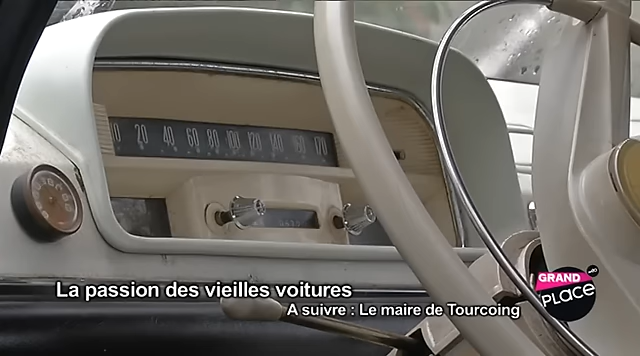 0 20 40 60 80 100 120 140 160 170
La passion des vieilles voitures
A suivre : Le maire de Tourcoing
GRAND
PLACE